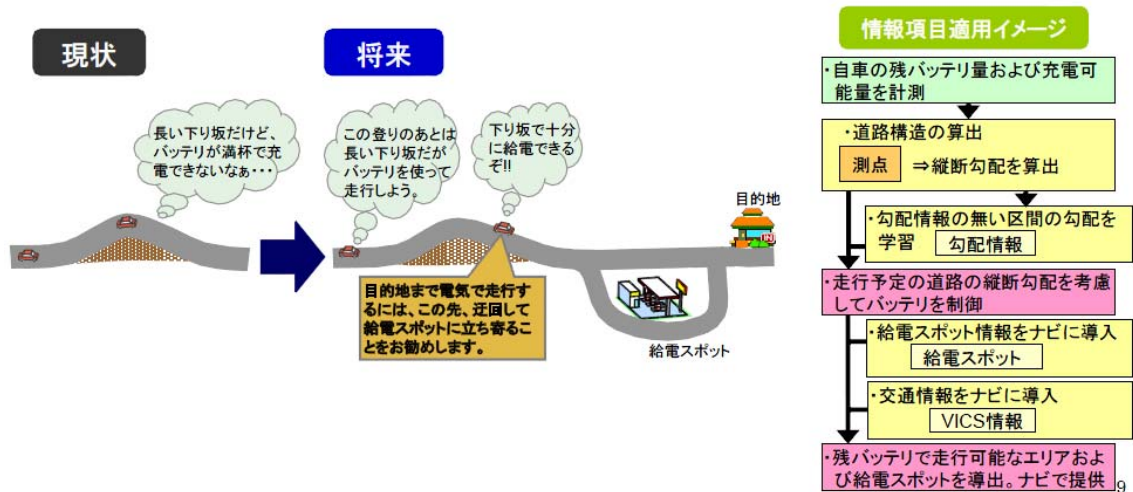 現状
長い下り坂だけど、
バッテリが満杯で充
電できないなぁ・・・
将来
この登りのあとは
長い下り坂だが
バッテリを使って
走行しよう。
下り坂で十分
に給電できる
ぞ!!
目的地まで電気で走行す
るには、この先、迂回して
給電スポットに立ち寄るこ
とをお勧めします。
目的地
給電スポット
情報項目適用イメージ
・自車の残バッテリ量および充電可
能量を計測
・道路構造の算出
測点 ⇒縦断勾配を算出
・勾配情報の無い区間の勾配を
学習 勾配情報
・走行予定の道路の縦断勾配を考慮
してバッテリを制御
・給電スポット情報をナビに導入
給電スポット
・交通情報をナビに導入
VICS情報
・残バッテリで走行可能なエリアおよ
び給電スポットを導出。ナビで提供
9